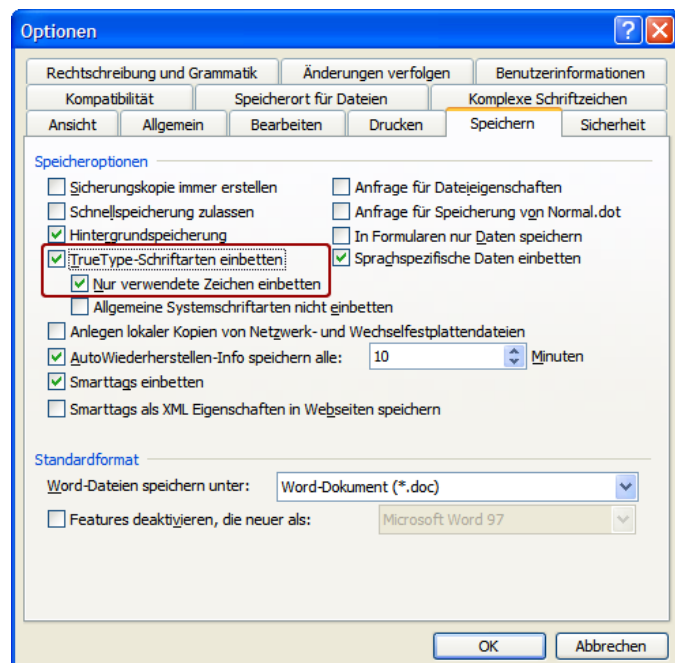 Optionen
Rechtschreibung und Grammatik Änderungen verfolgen Benutzerinformationen
Kompatibilität Speicherort für Dateien Komplexe Schriftzeichen
Ansicht Allgemein Bearbeiten Drucken Speichern Sicherheit
Speicheroptionen
Sicherungskopie immer erstellen Anfrage für Dateieigenschaften
Schnellspeicherung zulassen Anfrage für Speicherung von Normal.dot
Hintergrundspeicherung In Formularen nur Daten speichern
TrueType-Schriftarten einbetten Sprachspezifische Daten einbetten
Nur verwendete Zeichen einbetten
Allgemeine Systemschriftarten nicht einbetten
Anlegen lokaler Kopien von Netzwerk- und Wechselfestplattendateien
AutoWiederherstellen-Info speichern alle: 10 Minuten
Smarttags einbetten
Smarttags als XML Eigenschaften in Webseiten speichern
Standardformat
Word-Dateien speichern unter: Word-Dokument (*.doc)
Features deaktivieren, die neuer als: Microsoft Word 97
OK Abbrechen